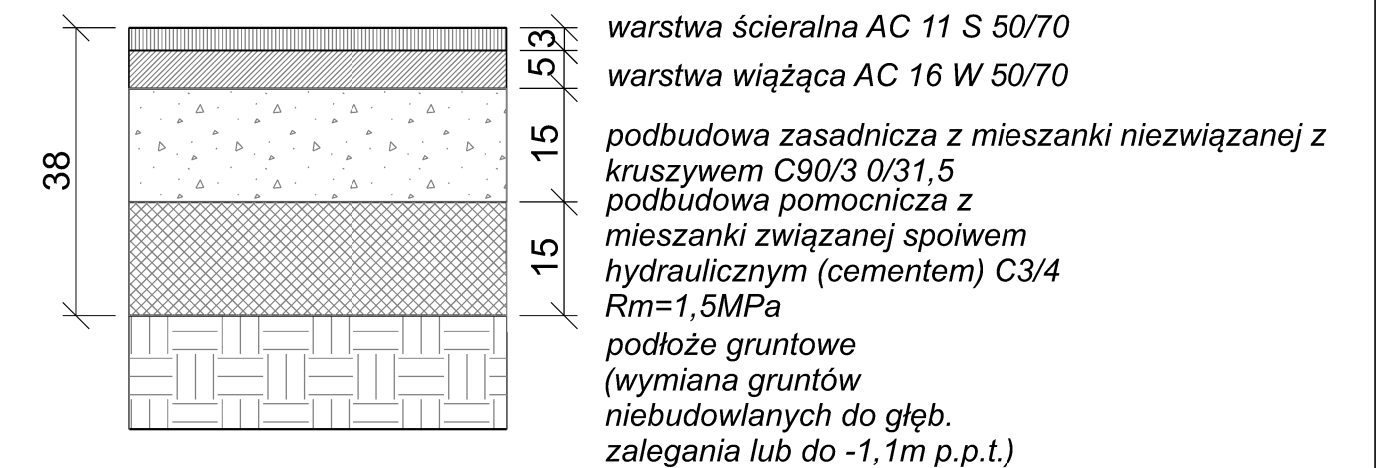 3
warstwa ścieralna AC 11 S 50/70
5
warstwa wiążąca AC 16 W 50/70
38
15
podbudowa zasadnicza z mieszanki niezwiązanej z
kruszywem C90/3 0/31,5
15
podbudowa pomocnicza z
mieszanki związanej spoiwem
hydraulicznym (cementem) C3/4
Rm=1,5MPa
podłoże gruntowe
(wymiana gruntów
niebudowlanych do głęb.
zalegania lub do -1,1m p.p.t.)